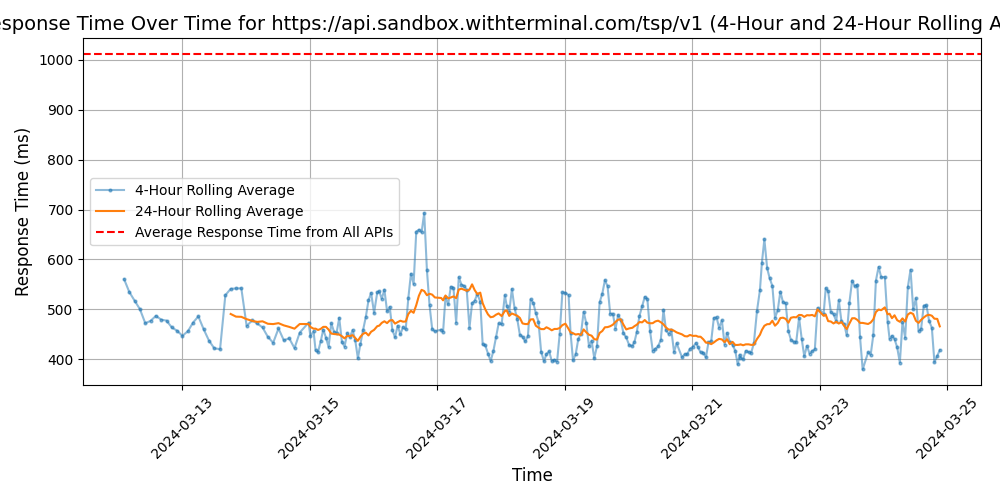 sponse Time Over Time for https://api.sandbox.withterminal.com/tsp/v1 (4-Hour and 24-Hour Rolling A
Response Time (ms)
1000
900
800
700
600
500
400
4-Hour Rolling Average
24-Hour Rolling Average
Average Response Time from All APIs
2024-03-13
2024-03-15
2024-03-17
2024-03-19
2024-03-21
2024-03-23
2024-03-25
Time